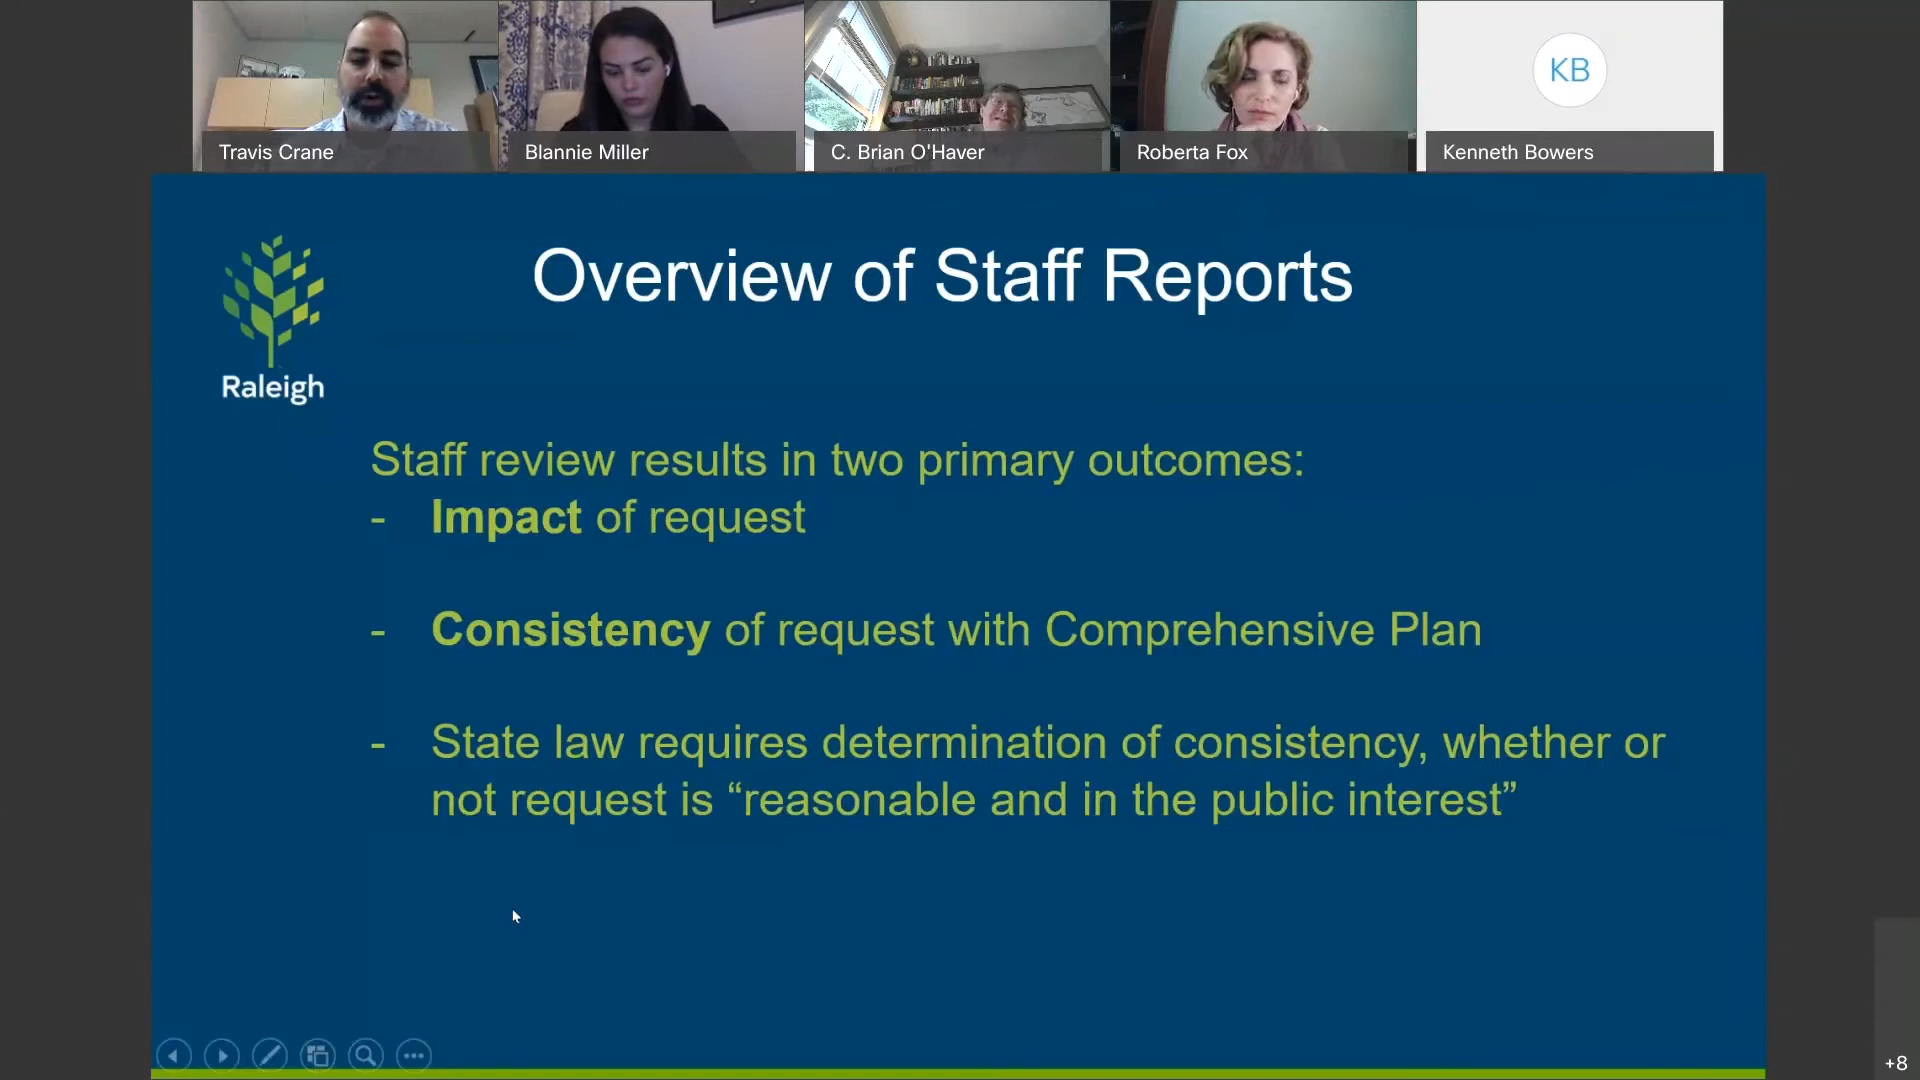 Travis Crane
Blannie Miller
C. Brian O'Haver
Roberta Fox
KB
Kenneth Bowers
Overview of Staff Reports
Raleigh
Staff review results in two primary outcomes:
- Impact of request
- Consistency of request with Comprehensive Plan
- State law requires determination of consistency, whether or
not request is “reasonable and in the public interest”
+8